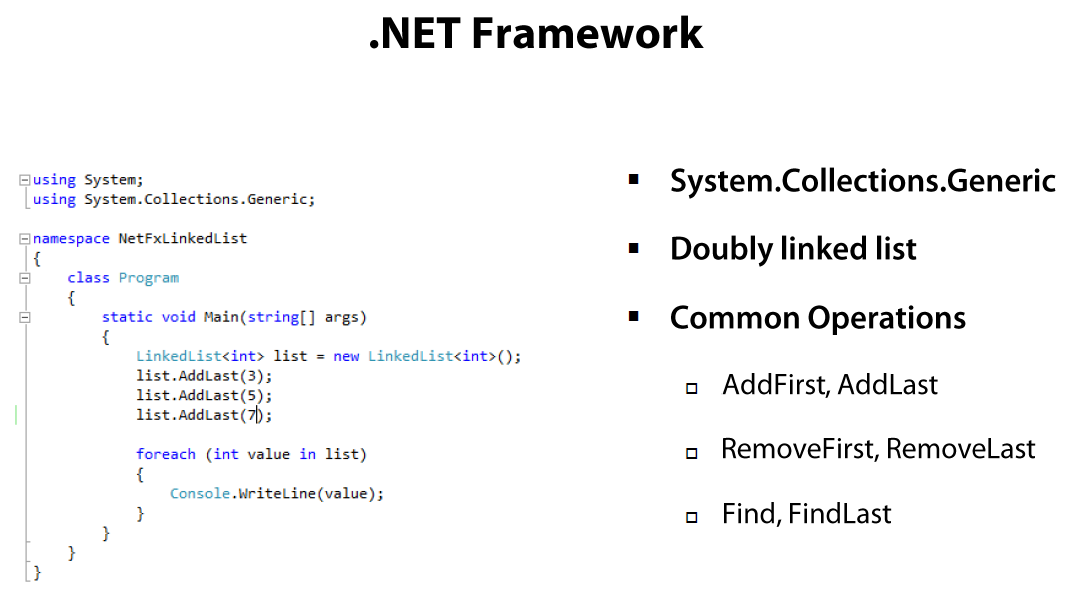 .NET Framework
using System;
using System.Collections.Generic;
namespace NetFxLinkedList
{
class Program
{
static void Main(string[] args)
{
LinkedList<int> list = new LinkedList<int>();
list.AddLast(3);
list.AddLast(5);
list.AddLast(7);
foreach (int value in list)
{
Console.WriteLine(value);
}
}
}
}
System.Collections.Generic
Doubly linked list
Common Operations
AddFirst, AddLast
RemoveFirst, RemoveLast
Find, FindLast